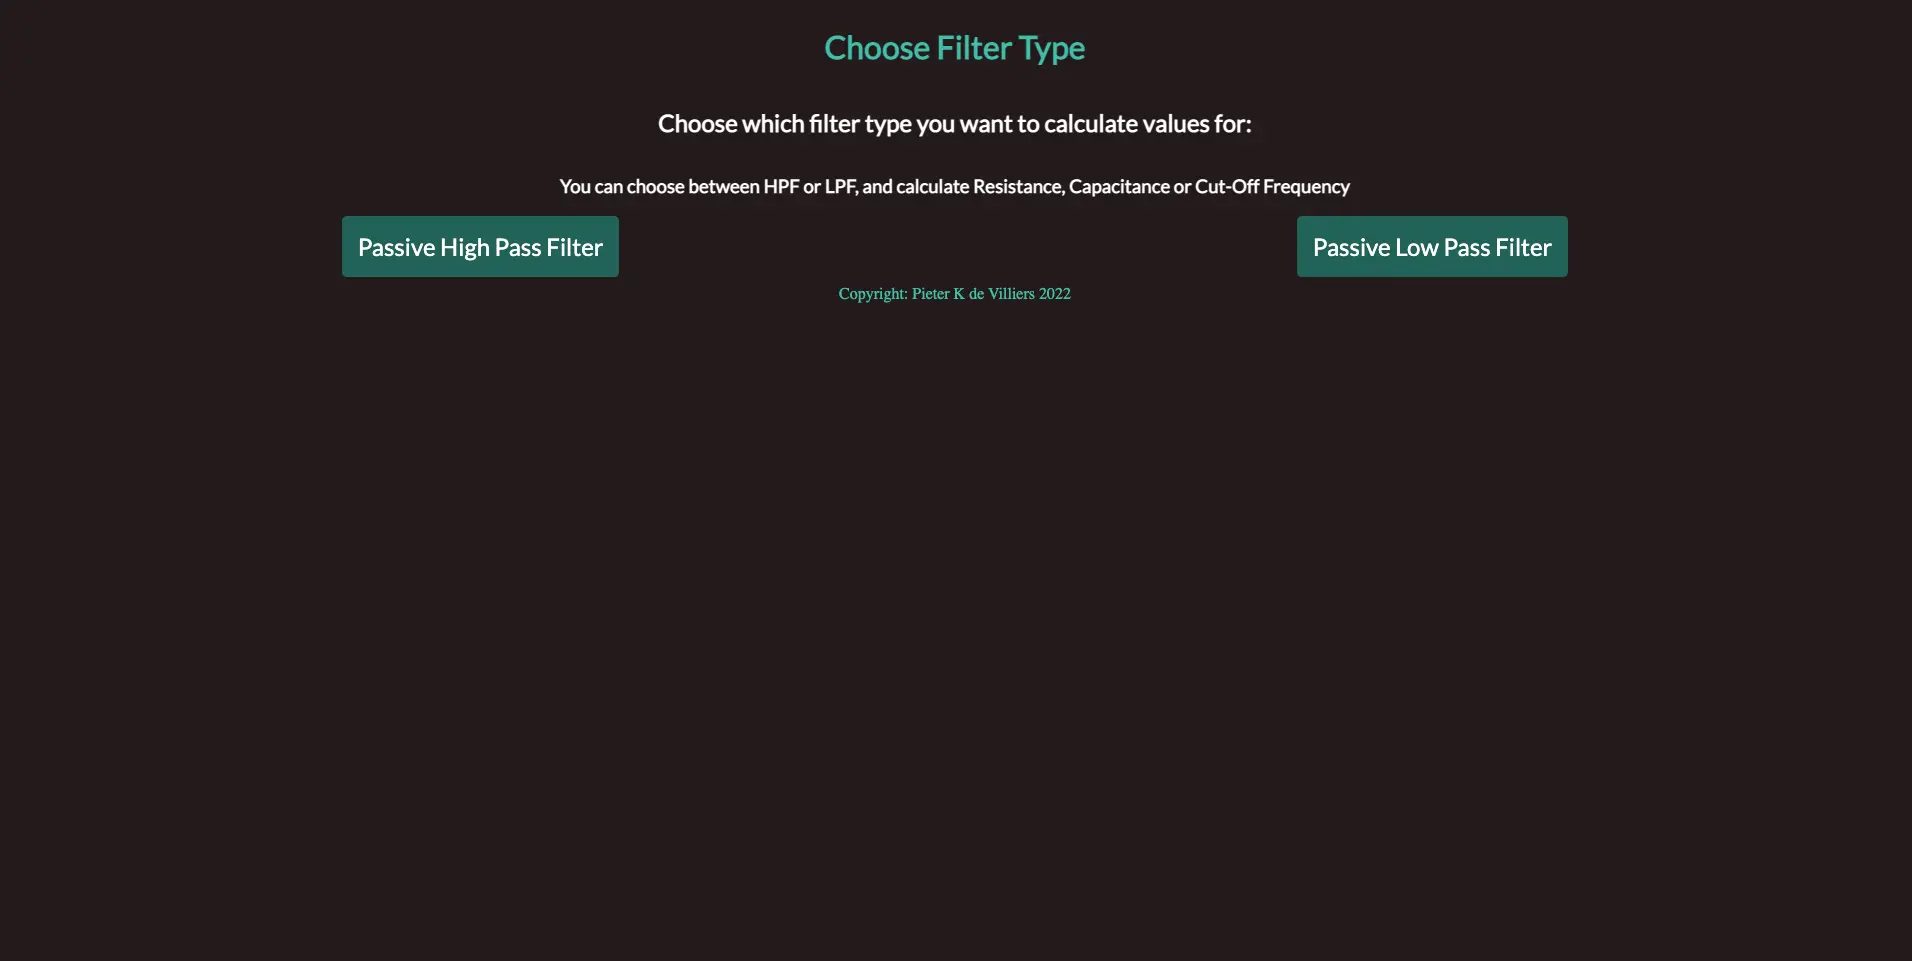 Choose Filter Type
Choose which filter type you want to calculate values for:
You can choose between HPF or LPF, and calculate Resistance, Capacitance or Cut-Off Frequency
Passive High Pass Filter
Passive Low Pass Filter
Copyright: Pieter K de Villiers 2022